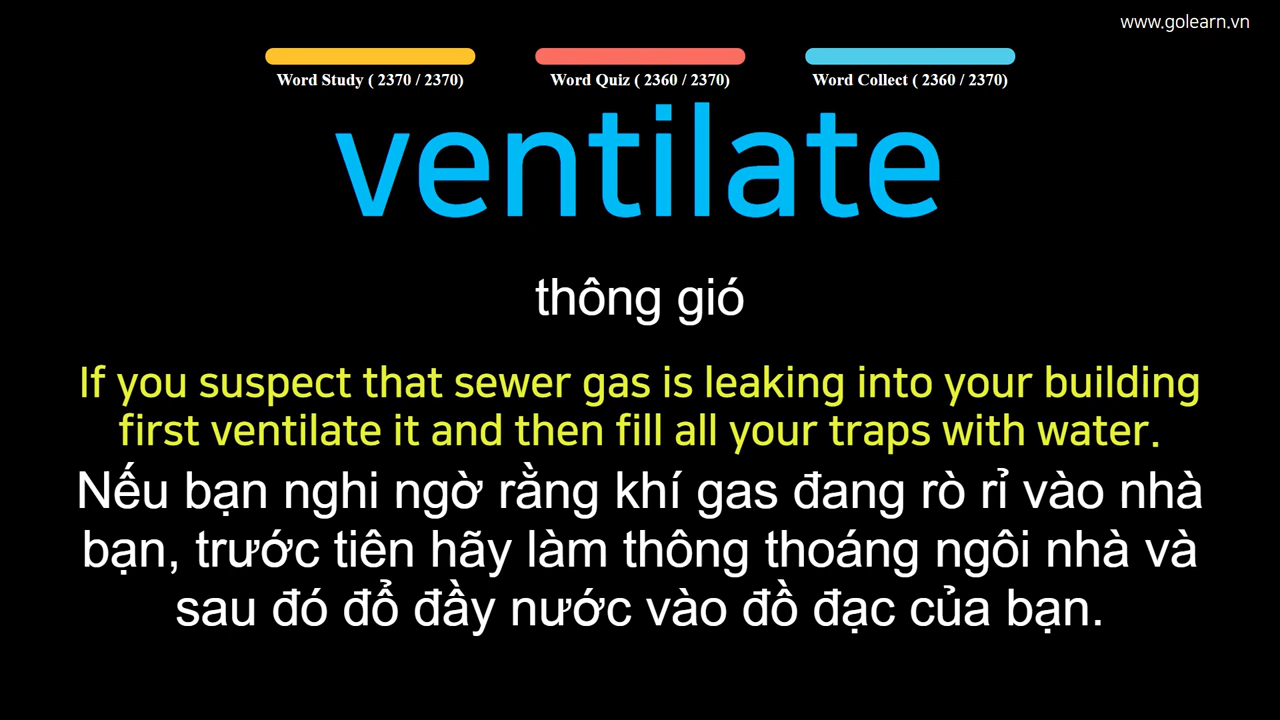 www.golearn.vn
Word Study ( 2370 / 2370)
Word Quiz ( 2360 / 2370)
Word Collect ( 2360 / 2370)
ventilate
thông gió
If you suspect that sewer gas is leaking into your building
first ventilate it and then fill all your traps with water.
Nếu bạn nghi ngờ rằng khí gas đang rò rỉ vào nhà
bạn, trước tiên hãy làm thông thoáng ngôi nhà và
sau đó đổ đầy nước vào đồ đạc của bạn.